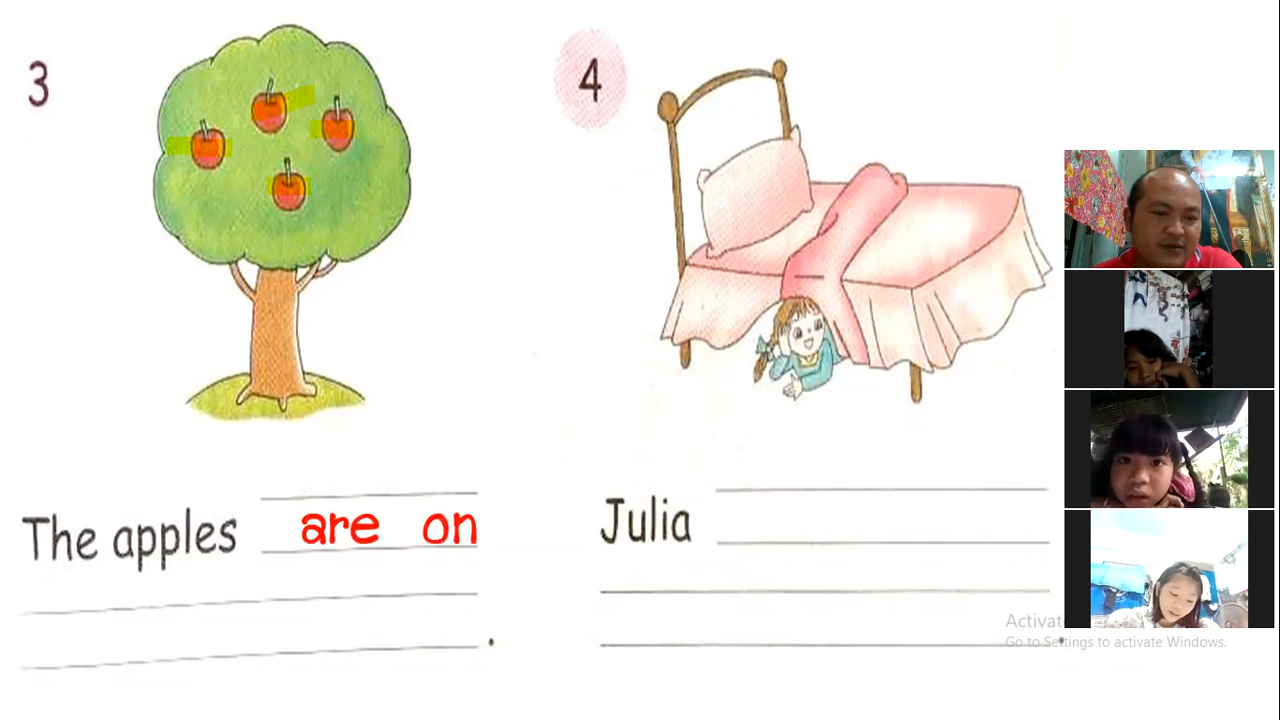 3
4
The apples are on
.
Julia
.
Activat
Go to Settings to activate Windows.